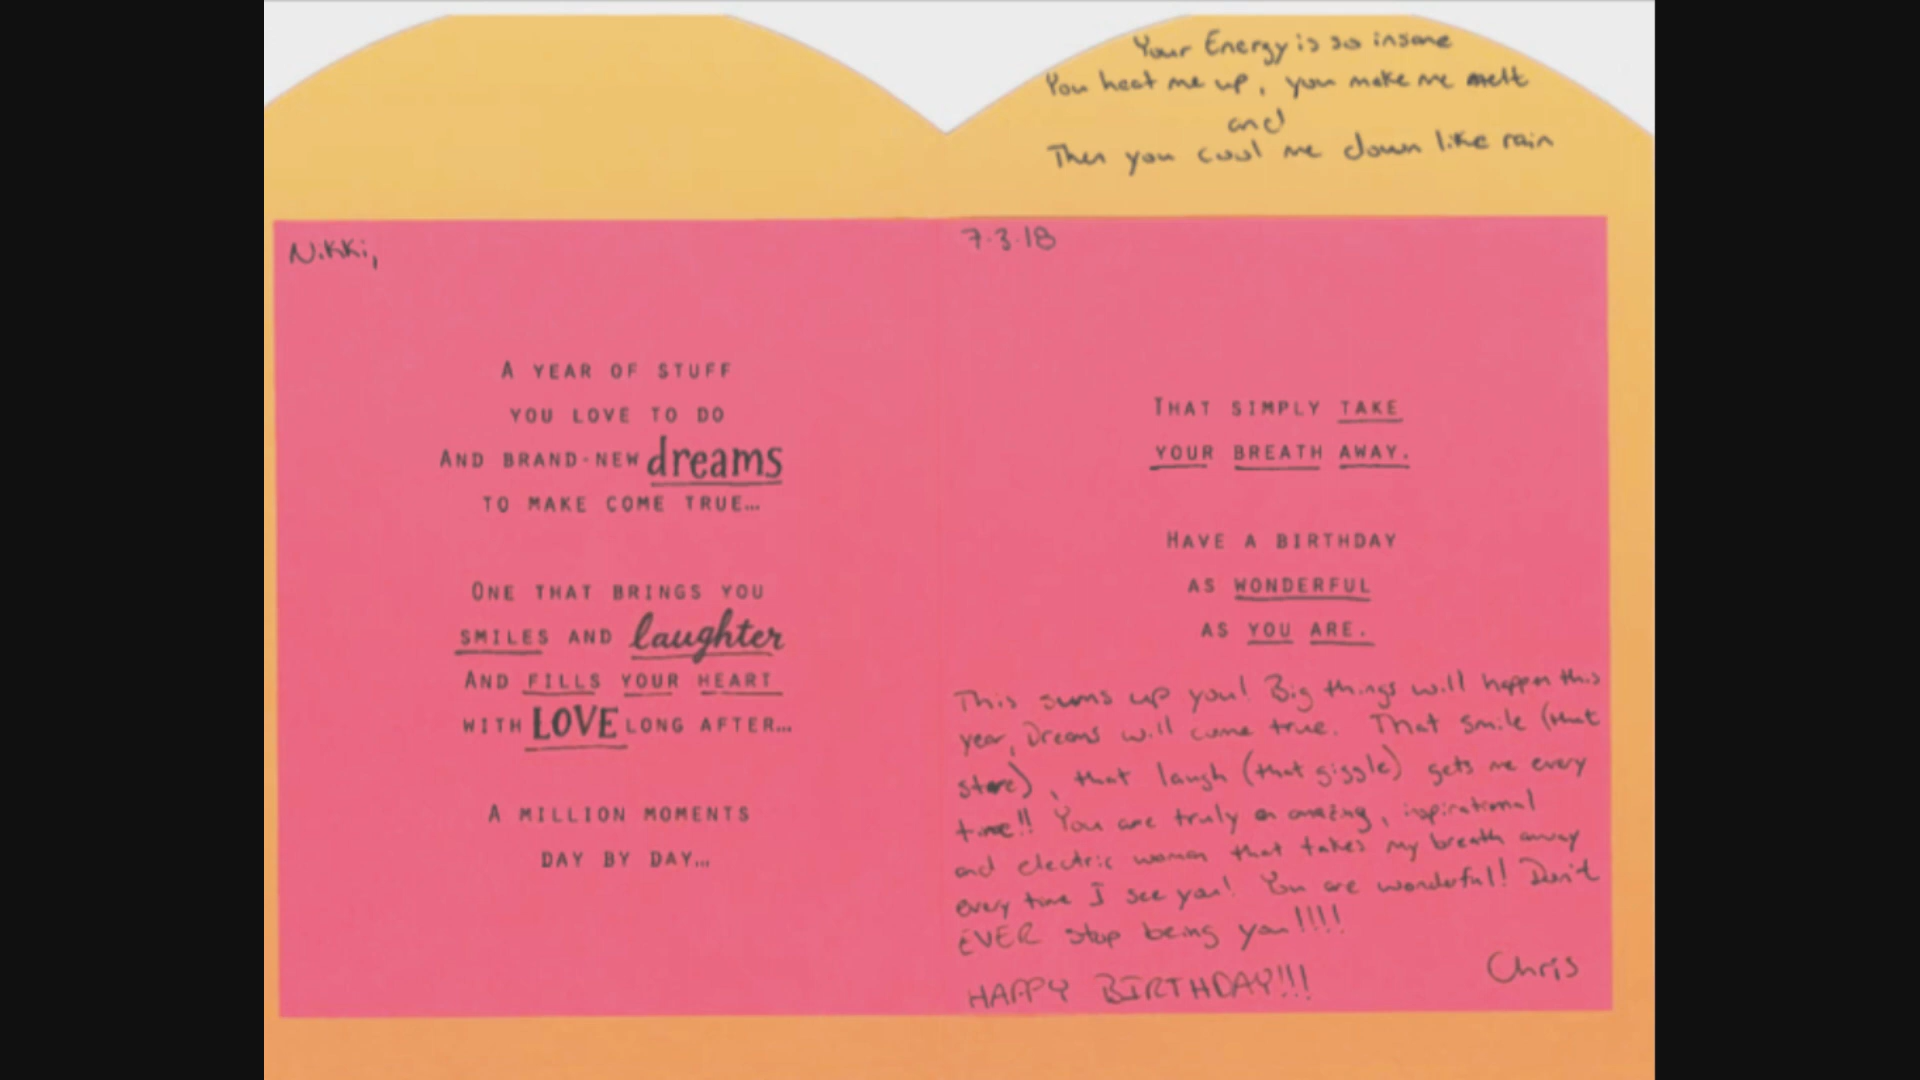 Your Energy is so insane
You heat me up, you make me melt
and
Then you cool me down like rain
Nikki,
A YEAR OF STUFF
YOU LOVE TO DO
AND BRAND-NEW dreams
TO MAKE COME TRUE...
ONE THAT BRINGS YOU
SMILES AND laughter
AND FILLS YOUR HEART
WITH LOVE LONG AFTER...
A MILLION MOMENTS
DAY BY DAY...
7.3.18
THAT SIMPLY TAKE
YOUR BREATH AWAY.
HAVE A BIRTHDAY
AS WONDERFUL
AS YOU ARE.
This sums up you! Big things will happen this
year, Dreams will come true. That smile (that
stare), that laugh (that giggle) gets me every
time!! You are truly an amazing, inspirational
and electric woman that takes my breath away
every time I see you! You are wonderful! Don't
EVER stop being you!!!!
HAPPY BIRTHDAY!!!
Chris